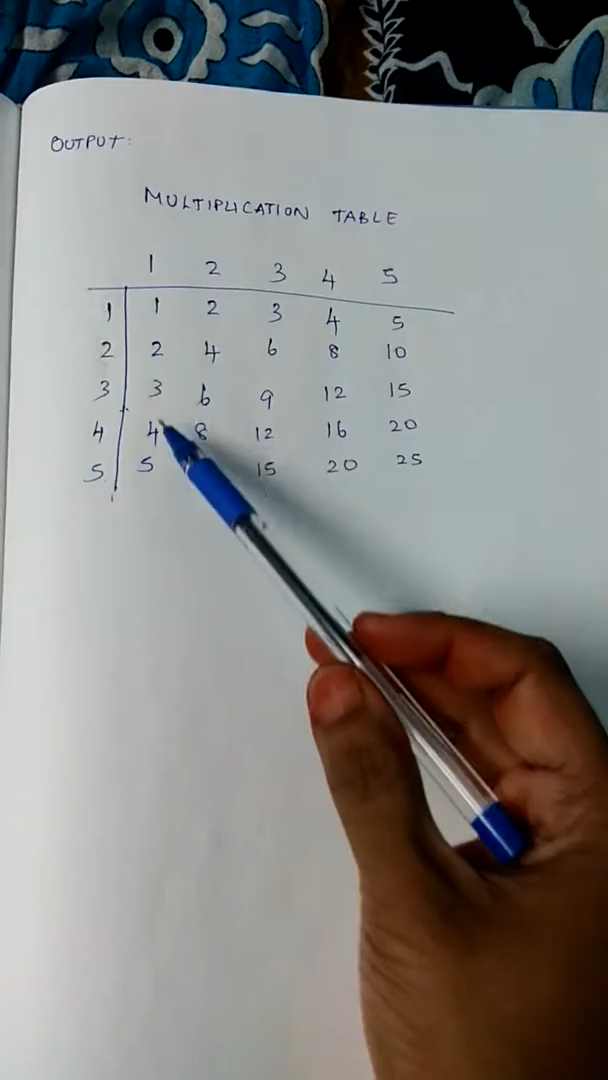 OUTPUT:
MULTIPLICATION TABLE
1 2 3 4 5
1 1 2 3 4 5
2 2 4 6 8 10
3 3 6 9 12 15
4 4 8 12 16 20
5 5 15 20 25